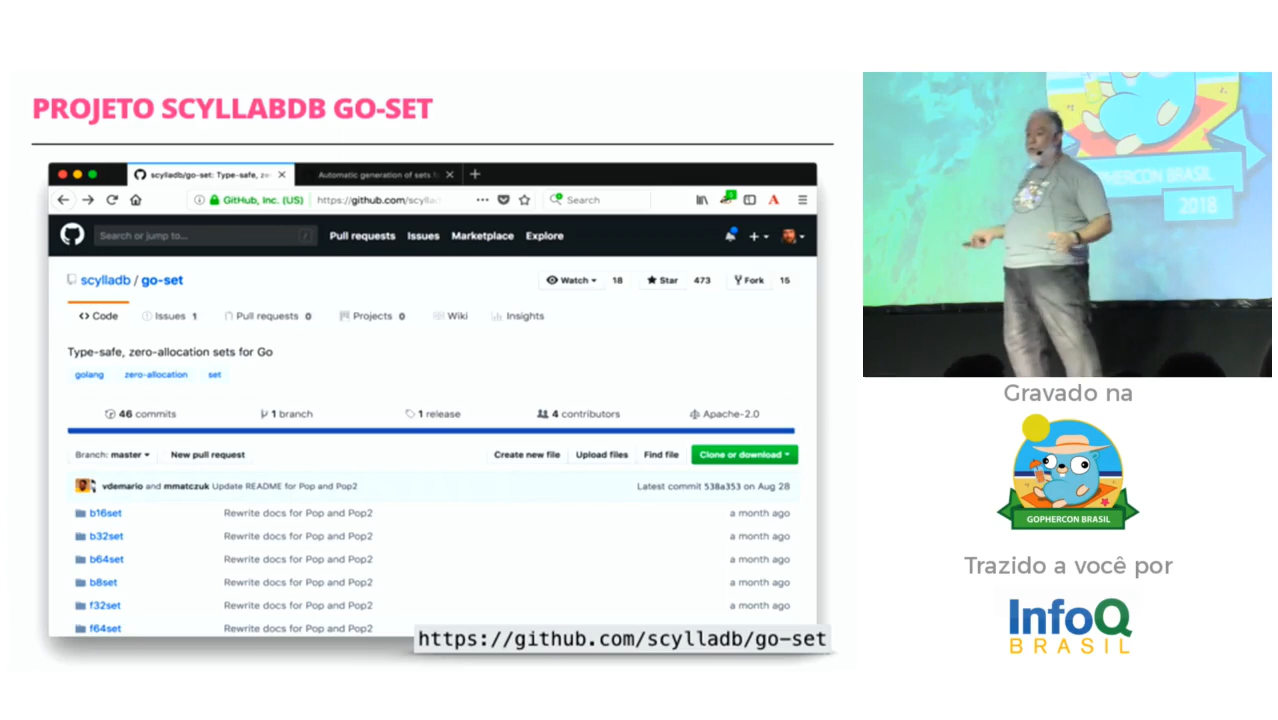 PROJETO SCYLLABDB GO-SET
scylladb/go-set: Type-safe, ze
Automatic generation of sets f
GitHub, Inc. (US)
https://github.com/scylla
Search
Search or jump to...
/
Pull requests Issues Marketplace Explore
scylladb / go-set
Watch 18
Star 473
Fork 15
Code
Issues 1
Pull requests 0
Projects 0
Wiki
Insights
Type-safe, zero-allocation sets for Go
golang zero-allocation set
46 commits
1 branch
1 release
4 contributors
Apache-2.0
Branch: master
New pull request
Create new file
Upload files
Find file
Clone or download
vdemario and mmatczuk Update README for Pop and Pop2
Latest commit 538a353 on Aug 28
b16set Rewrite docs for Pop and Pop2 a month ago
b32set Rewrite docs for Pop and Pop2 a month ago
b64set Rewrite docs for Pop and Pop2 a month ago
b8set Rewrite docs for Pop and Pop2 a month ago
f32set Rewrite docs for Pop and Pop2 a month ago
f64set Rewrite docs for Pop and Pop2
https://github.com/scylladb/go-set
PHERCON BRASIL
2018
Gravado na
GOPHERCON BRASIL
Trazido a você por
InfoQ
BRASIL